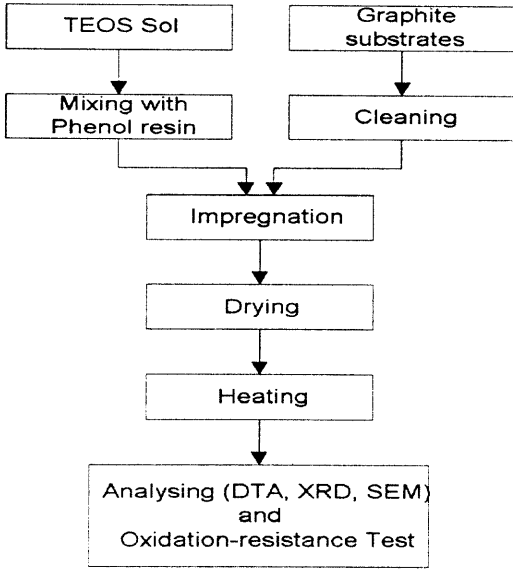 TEOS Sol
Graphite
substrates
Mixing with
Phenol resin
Cleaning
Impregnation
Drying
Heating
Analysing (DTA, XRD, SEM)
and
Oxidation-resistance Test